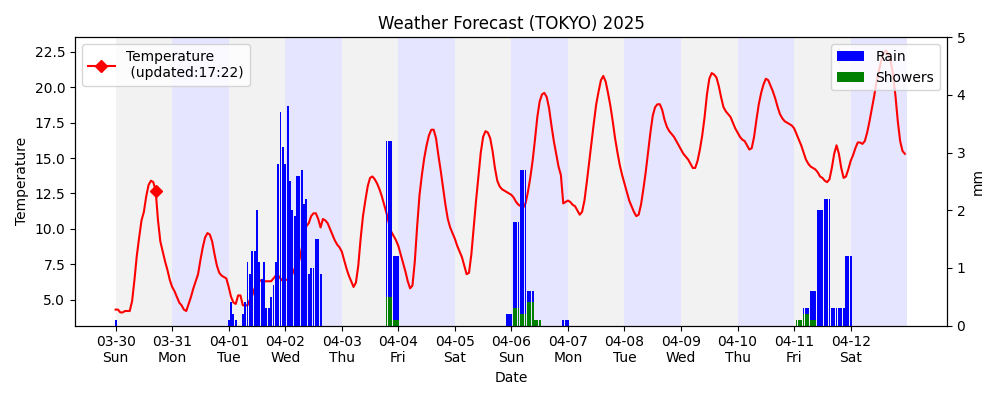 Weather Forecast (TOKYO) 2025
Temperature
(updated:17:22)
Rain
Showers
Temperature
22.5
20.0
17.5
15.0
12.5
10.0
7.5
5.0
5
4
3
2
1
0
mm
03-30 03-31 04-01 04-02 04-03 04-04 04-05 04-06 04-07 04-08 04-09 04-10 04-11 04-12
Sun Mon Tue Wed Thu Fri Sat Sun Mon Tue Wed Thu Fri Sat
Date